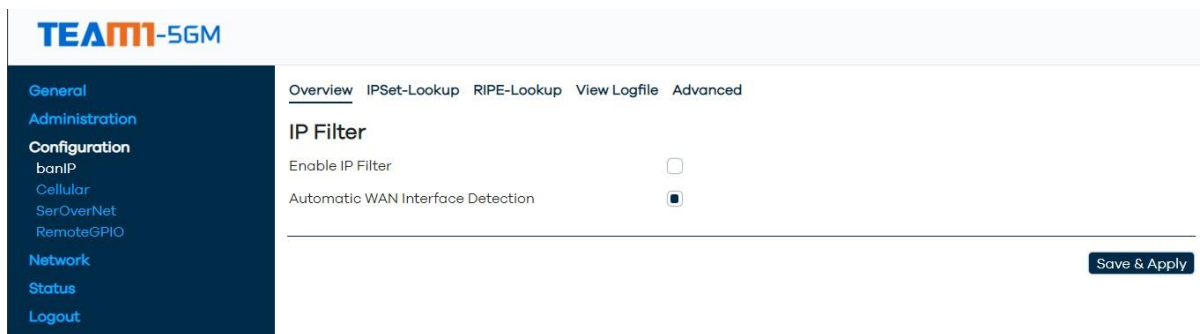 TEAM1-5GM
General
Administration
Configuration
banIP
Cellular
SerOverNet
RemoteGPIO
Network
Status
Logout
Overview IPSet-Lookup RIPE-Lookup View Logfile Advanced
IP Filter
Enable IP Filter
Automatic WAN Interface Detection
Save & Apply